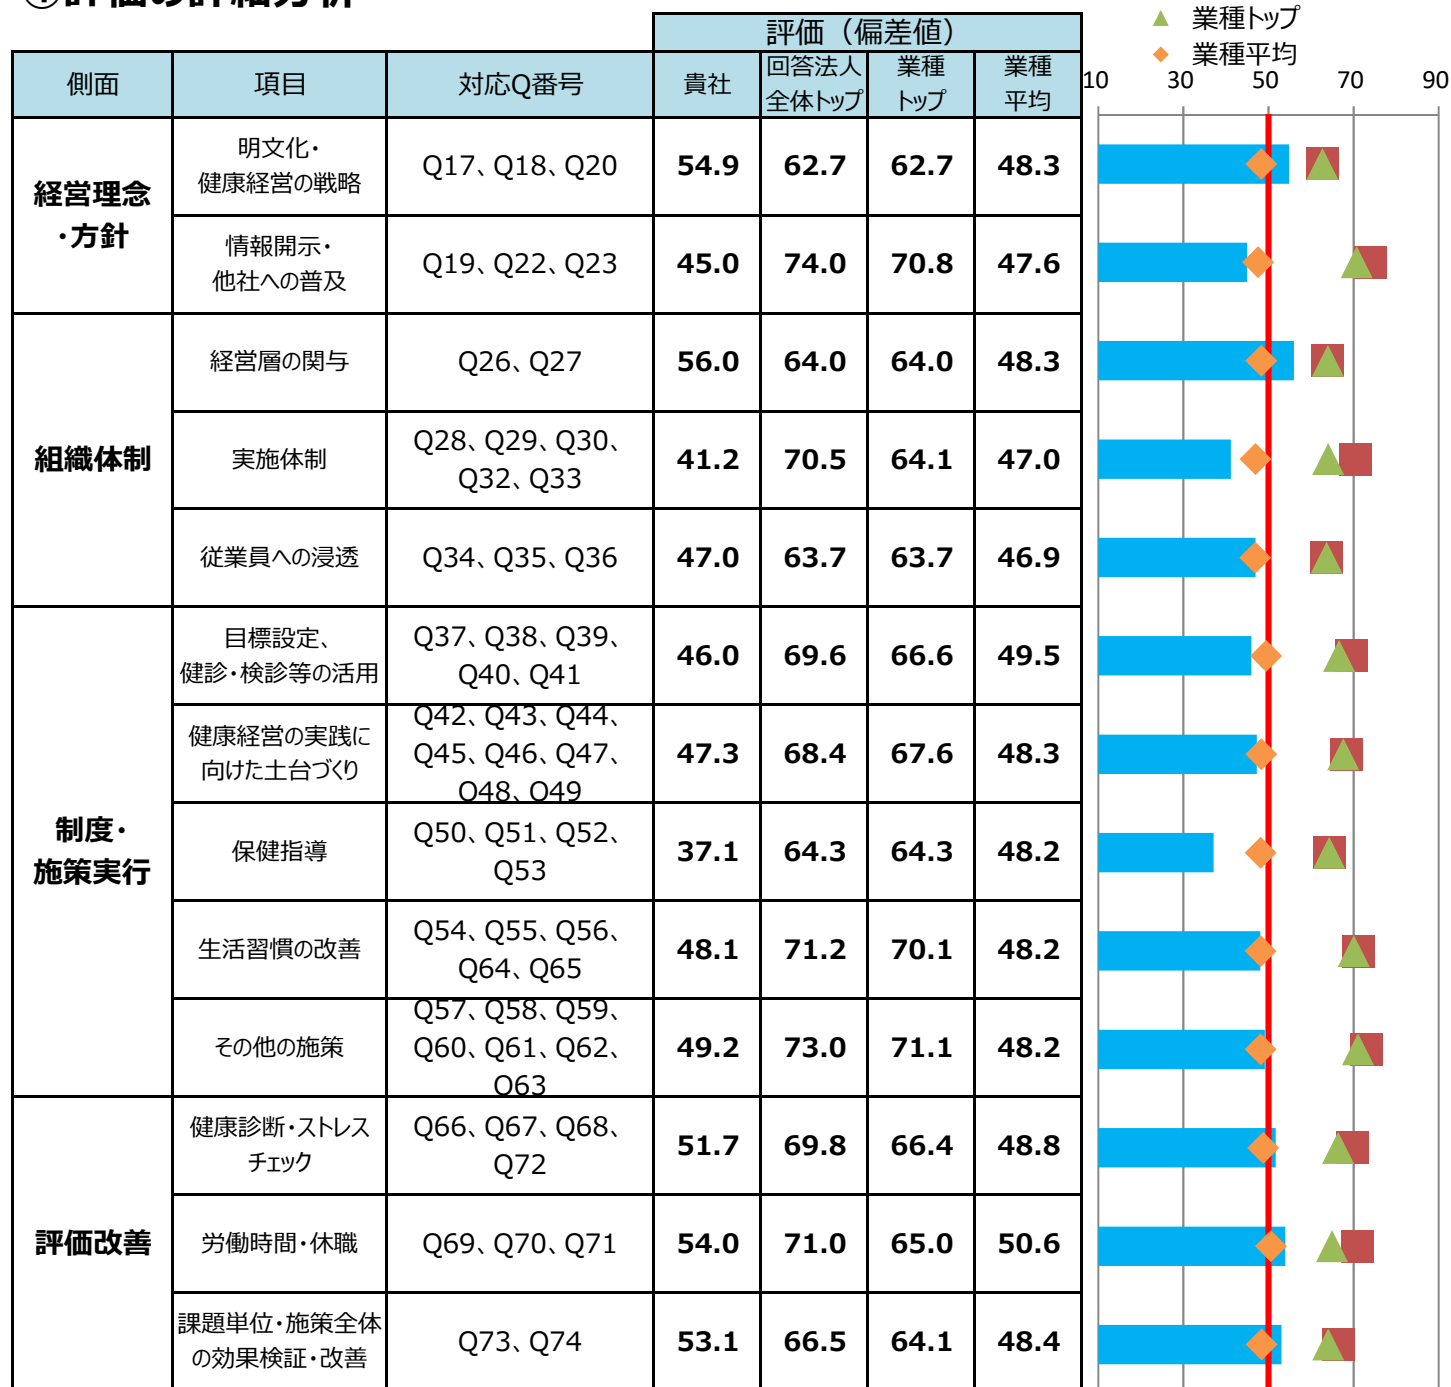 ④評価の詳細分析
▲ 業種トップ
◆ 業種平均
評価（偏差値）
側面 項目 対応Q番号 貴社 回答法人 業種 業種
全体トップ トップ 平均
10 30 50 70 90
経営理念
・方針
明文化・
健康経営の戦略
Q17、Q18、Q20
54.9 62.7 62.7 48.3
情報開示・
他社への普及
Q19、Q22、Q23
45.0 74.0 70.8 47.6
組織体制
経営層の関与
Q26、Q27
56.0 64.0 64.0 48.3
実施体制
Q28、Q29、Q30、
Q32、Q33
41.2 70.5 64.1 47.0
従業員への浸透
Q34、Q35、Q36
47.0 63.7 63.7 46.9
制度・
施策実行
目標設定、
健診・検診等の活用
Q37、Q38、Q39、
Q40、Q41
46.0 69.6 66.6 49.5
健康経営の実践に
向けた土台づくり
Q42、Q43、Q44、
Q45、Q46、Q47、
Q48、Q49
47.3 68.4 67.6 48.3
保健指導
Q50、Q51、Q52、
Q53
37.1 64.3 64.3 48.2
生活習慣の改善
Q54、Q55、Q56、
Q64、Q65
48.1 71.2 70.1 48.2
その他の施策
Q57、Q58、Q59、
Q60、Q61、Q62、
Q63
49.2 73.0 71.1 48.2
評価改善
健康診断・ストレス
チェック
Q66、Q67、Q68、
Q72
51.7 69.8 66.4 48.8
労働時間・休職
Q69、Q70、Q71
54.0 71.0 65.0 50.6
課題単位・施策全体
の効果検証・改善
Q73、Q74
53.1 66.5 64.1 48.4